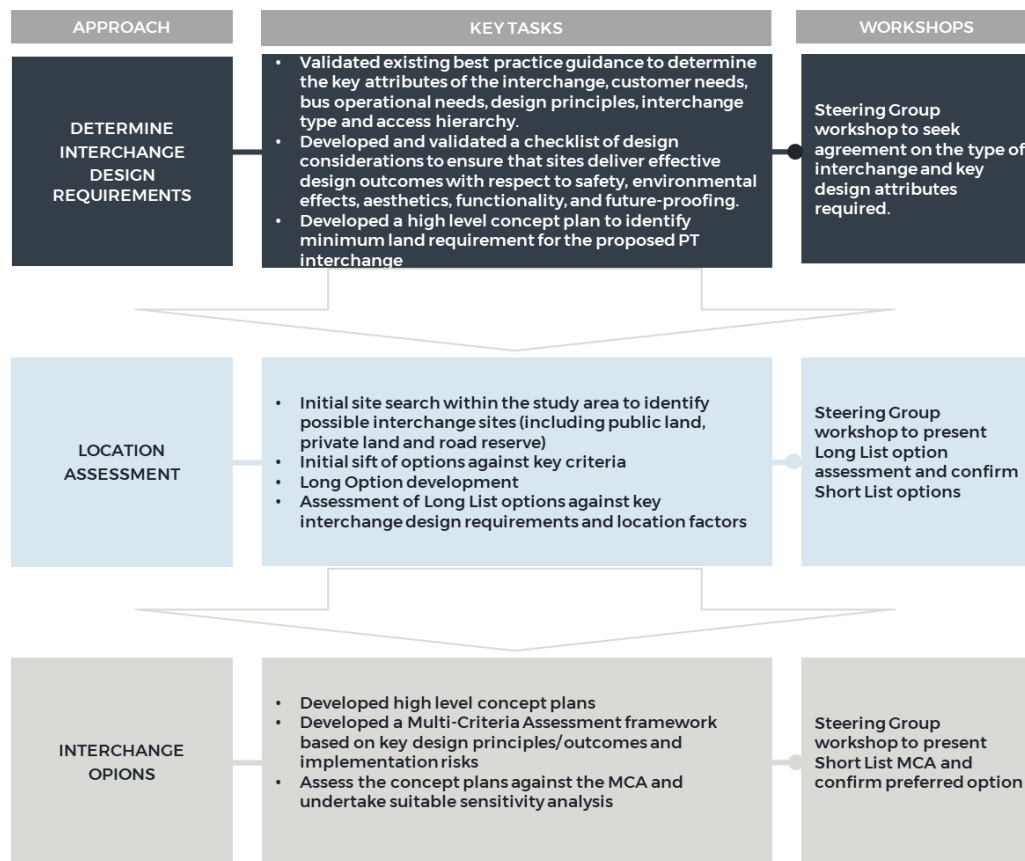 APPROACH
KEY TASKS
WORKSHOPS
DETERMINE
INTERCHANGE
DESIGN
REQUIREMENTS
• Validated existing best practice guidance to determine
the key attributes of the interchange, customer needs,
bus operational needs, design principles, interchange
type and access hierarchy.
• Developed and validated a checklist of design
considerations to ensure that sites deliver effective
design outcomes with respect to safety, environmental
effects, aesthetics, functionality, and future-proofing.
• Developed a high level concept plan to identify
minimum land requirement for the proposed PT
interchange
Steering Group
workshop to seek
agreement on the type of
interchange and key
design attributes
required.
LOCATION
ASSESSMENT
• Initial site search within the study area to identify
possible interchange sites (including public land,
private land and road reserve)
• Initial sift of options against key criteria
• Long Option development
• Assessment of Long List options against key
interchange design requirements and location factors
Steering Group
workshop to present
Long List option
assessment and confirm
Short List options
INTERCHANGE
OPIONS
• Developed high level concept plans
• Developed a Multi-Criteria Assessment framework
based on key design principles/outcomes and
implementation risks
• Assess the concept plans against the MCA and
undertake suitable sensitivity analysis
Steering Group
workshop to present
Short List MCA and
confirm preferred option